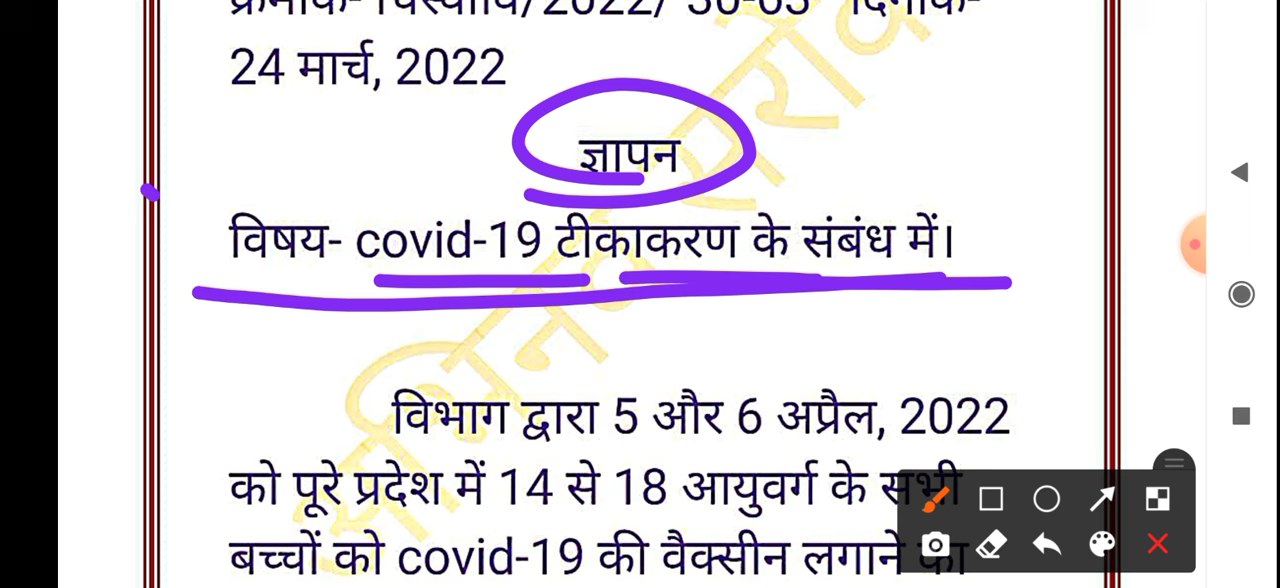 24 मार्च, 2022
ज्ञापन
विषय- covid-19 टीकाकरण के संबंध में।
विभाग द्वारा 5 और 6 अप्रैल, 2022
को पूरे प्रदेश में 14 से 18 आयुवर्ग के सभी
बच्चों को covid-19 की वैक्सीन लगाने का